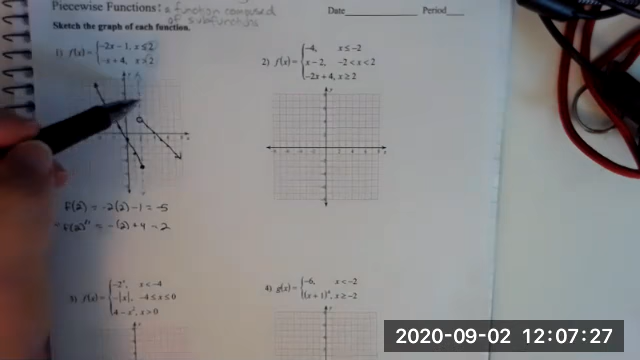 Piecewise Functions: a function composed of subfunctions
Date Period
Sketch the graph of each function.
1) f(x) = { -2x - 1, x ≤ 2
-x + 4, x > 2
2) f(x) = { -4, x ≤ -2
x - 2, -2 < x < 2
-2x + 4, x ≥ 2
f(2) = -2(2) - 1 = -5
"f(2)" = -(2) + 4 = 2
3) f(x) = { -2x, x < -4
-|x|, -4 ≤ x ≤ 0
4 - x², x > 0
4) g(x) = { -6, x < -2
(x + 1)², x ≥ -2
2020-09-02 12:07:27